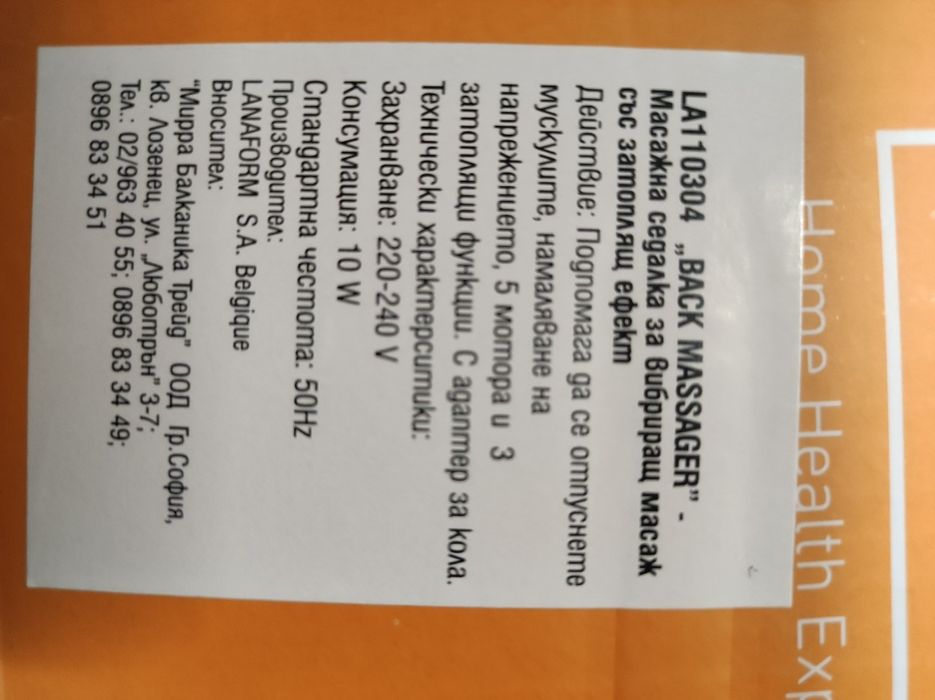 Home Health Exp
LA110304 „BACK MASSAGER” -
Масажна седалка за вибриращ масаж
със затоплящ ефект
Действие: Подпомага да се отпуснете
мускулите, намаляване на
напрежението, 5 мотора и 3
затоплящи функции. С адаптер за кола.
Технически характерситики:
Захранване: 220-240 V
Консумация: 10 W
Стандартна честота: 50Hz
Производител:
LANAFORM S.A. Belgique
Вносител:
“Мирра Балканика Трейд” ООД Гр.София,
кв. Лозенец, ул. „Люботрън” 3-7;
Тел.: 02/963 40 55; 0896 83 34 49;
0896 83 34 51